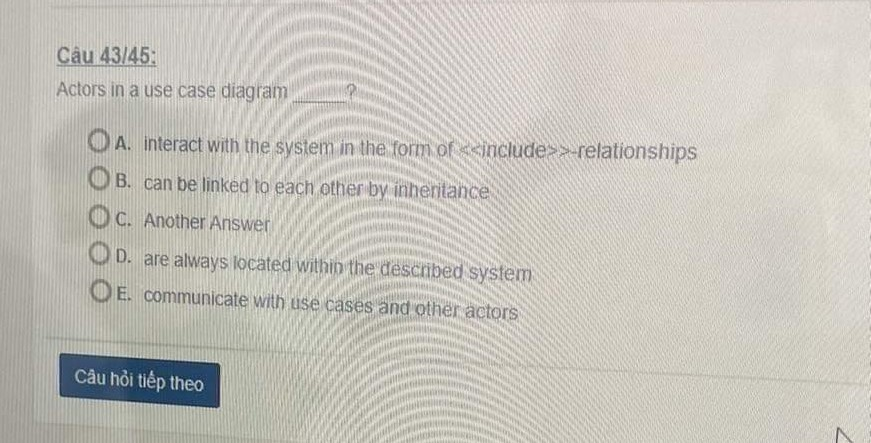 Câu 43/45:
Actors in a use case diagram ______?
A. interact with the system in the form of <<include>>-relationships
B. can be linked to each other by inheritance
C. Another Answer
D. are always located within the described system
E. communicate with use cases and other actors
Câu hỏi tiếp theo